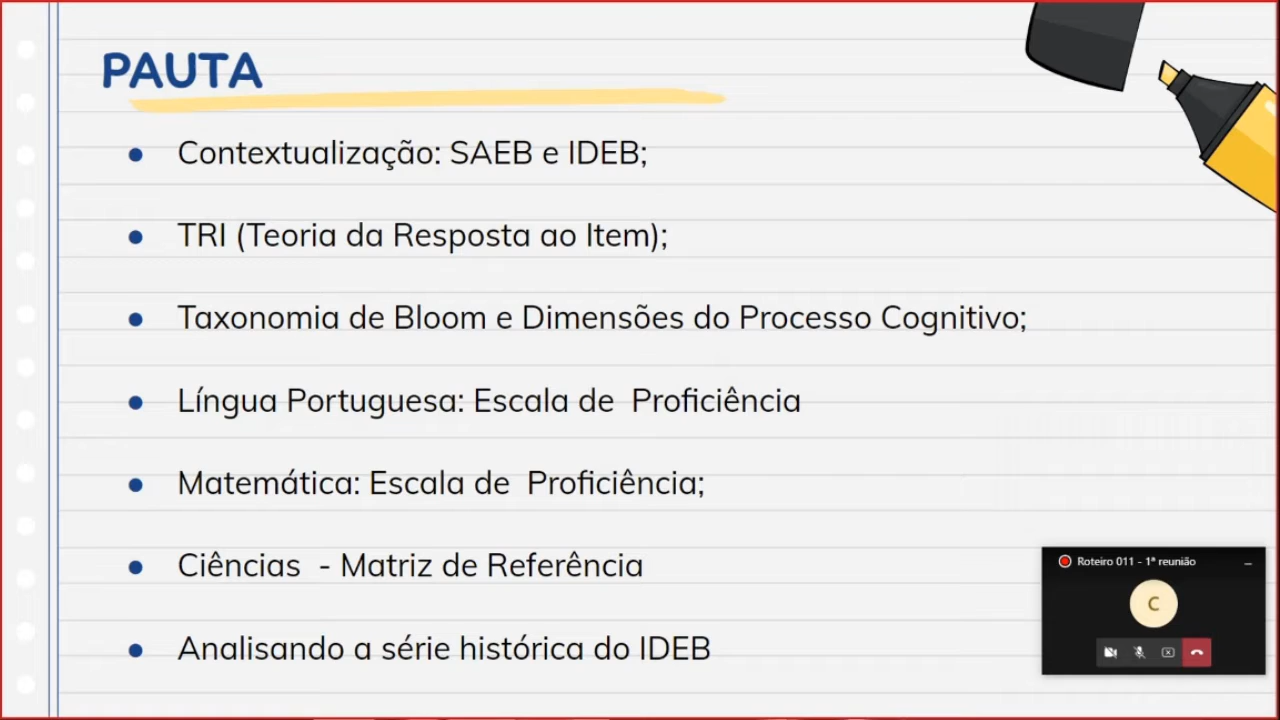 PAUTA
Contextualização: SAEB e IDEB;
TRI (Teoria da Resposta ao Item);
Taxonomia de Bloom e Dimensões do Processo Cognitivo;
Língua Portuguesa: Escala de  Proficiência
Matemática: Escala de  Proficiência;
Ciências  - Matriz de Referência
Analisando a série histórica do IDEB
Roteiro 011 - 1ª reunião
C